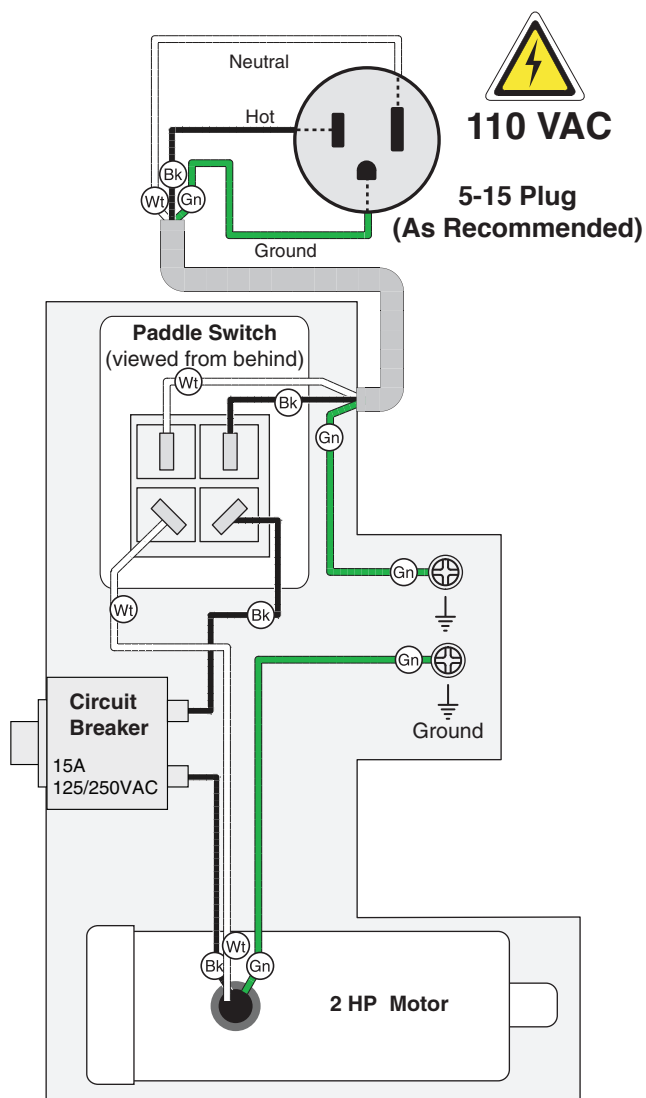 Neutral
110 VAC
Hot
Bk
Gn
Wt
5-15 Plug
(As Recommended)
Ground
Paddle Switch
(viewed from behind)
Wt
Bk
Gn
Gn
Wt
Bk
Gn
Ground
Circuit
Breaker
15A
125/250VAC
Wt
Bk
Gn
2 HP Motor